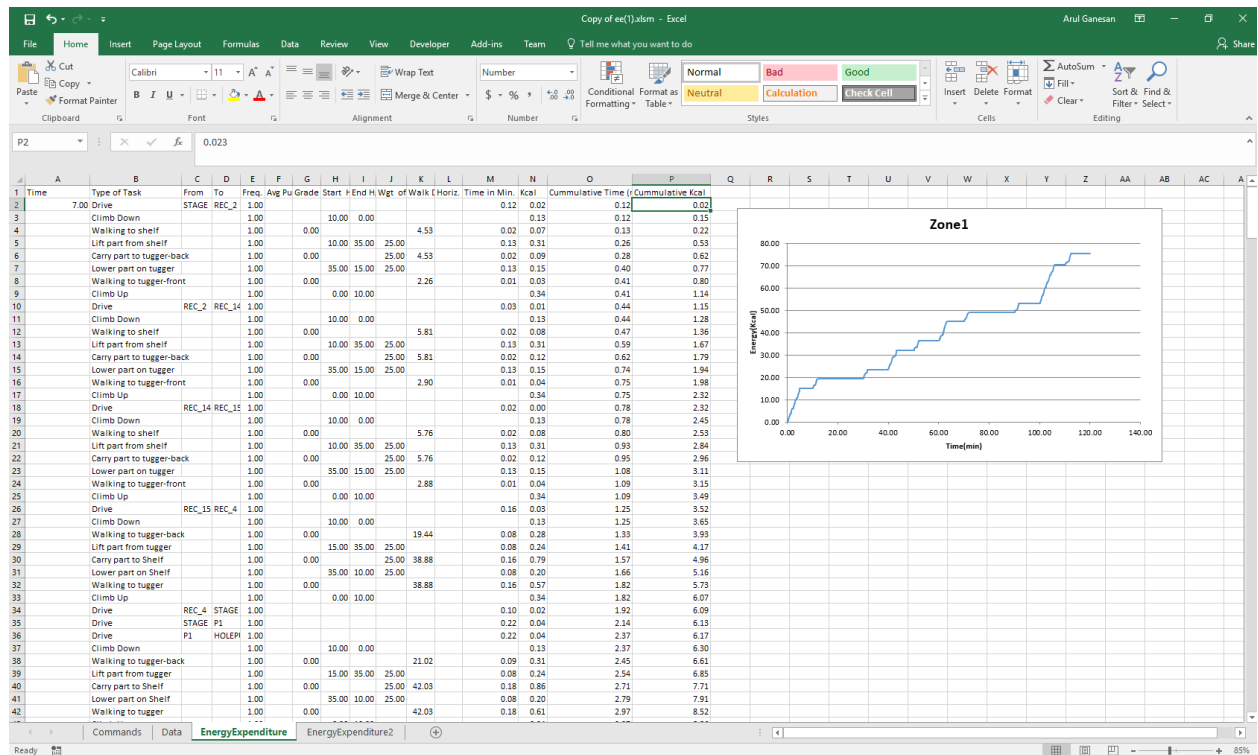 Copy of ee(1).xlsm - Excel
Arul Ganesan
File Home Insert Page Layout Formulas Data Review View Developer Add-ins Team Tell me what you want to do
Share
Paste
Cut
Copy
Format Painter
Clipboard
Calibri 11
B I U
Font
Wrap Text
Merge & Center
Alignment
Number
$ % ,
Number
Conditional Formatting
Format as Table
Normal Bad Good
Neutral Calculation Check Cell
Styles
Insert Delete Format
Cells
AutoSum
Fill
Clear
Sort & Filter
Find & Select
Editing
P2 fx 0.023
A B C D E F G H I J K L M N O P Q R S T U V W X Y Z AA AB AC
1 Time Type of Task From To Freq. Avg Pu Grade Start H End H Wgt of Walk D Horiz. Time in Min. Kcal Cummulative Time (r Cummulative Kcal
2 7.00 Drive STAGE REC_2 1.00 0.12 0.02 0.12 0.02
3 Climb Down 1.00 10.00 0.00 0.13 0.12 0.15
4 Walking to shelf 1.00 0.00 4.53 0.02 0.07 0.13 0.22
5 Lift part from shelf 1.00 10.00 35.00 25.00 0.13 0.31 0.26 0.53
6 Carry part to tugger-back 1.00 0.00 25.00 4.53 0.02 0.09 0.28 0.62
7 Lower part on tugger 1.00 35.00 15.00 25.00 0.13 0.15 0.40 0.77
8 Walking to tugger-front 1.00 0.00 2.26 0.01 0.03 0.41 0.80
9 Climb Up 1.00 0.00 10.00 0.34 0.41 1.14
10 Drive REC_2 REC_14 1.00 0.03 0.01 0.44 1.15
11 Climb Down 1.00 10.00 0.00 0.13 0.44 1.28
12 Walking to shelf 1.00 0.00 5.81 0.02 0.08 0.47 1.36
13 Lift part from shelf 1.00 10.00 35.00 25.00 0.13 0.31 0.59 1.67
14 Carry part to tugger-back 1.00 0.00 25.00 5.81 0.02 0.12 0.62 1.79
15 Lower part on tugger 1.00 35.00 15.00 25.00 0.13 0.15 0.74 1.94
16 Walking to tugger-front 1.00 0.00 2.90 0.01 0.04 0.75 1.98
17 Climb Up 1.00 0.00 10.00 0.34 0.75 2.32
18 Drive REC_14 REC_15 1.00 0.02 0.00 0.78 2.32
19 Climb Down 1.00 10.00 0.00 0.13 0.78 2.45
20 Walking to shelf 1.00 0.00 5.76 0.02 0.08 0.80 2.53
21 Lift part from shelf 1.00 10.00 35.00 25.00 0.13 0.31 0.93 2.84
22 Carry part to tugger-back 1.00 0.00 25.00 5.76 0.02 0.12 0.95 2.96
23 Lower part on tugger 1.00 35.00 15.00 25.00 0.13 0.15 1.08 3.11
24 Walking to tugger-front 1.00 0.00 2.88 0.01 0.04 1.09 3.15
25 Climb Up 1.00 0.00 10.00 0.34 1.09 3.49
26 Drive REC_15 REC_4 1.00 0.16 0.03 1.25 3.52
27 Climb Down 1.00 10.00 0.00 0.13 1.25 3.65
28 Walking to tugger-back 1.00 0.00 19.44 0.08 0.28 1.33 3.93
29 Lift part from tugger 1.00 15.00 35.00 25.00 0.08 0.24 1.41 4.17
30 Carry part to Shelf 1.00 0.00 25.00 38.88 0.16 0.79 1.57 4.96
31 Lower part on Shelf 1.00 35.00 10.00 25.00 0.08 0.20 1.66 5.16
32 Walking to tugger 1.00 0.00 38.88 0.16 0.57 1.82 5.73
33 Climb Up 1.00 0.00 10.00 0.34 1.82 6.07
34 Drive REC_4 STAGE 1.00 0.10 0.02 1.92 6.09
35 Drive STAGE P1 1.00 0.22 0.04 2.14 6.13
36 Drive P1 HOLEPU 1.00 0.22 0.04 2.37 6.17
37 Climb Down 1.00 10.00 0.00 0.13 2.37 6.30
38 Walking to tugger-back 1.00 0.00 21.02 0.09 0.31 2.45 6.61
39 Lift part from tugger 1.00 15.00 35.00 25.00 0.08 0.24 2.54 6.85
40 Carry part to Shelf 1.00 0.00 25.00 42.03 0.18 0.86 2.71 7.71
41 Lower part on Shelf 1.00 35.00 10.00 25.00 0.08 0.20 2.79 7.91
42 Walking to tugger 1.00 0.00 42.03 0.18 0.61 2.97 8.52
Zone1
80.00
70.00
60.00
50.00
40.00
30.00
20.00
10.00
0.00
Energy(Kcal)
0.00 20.00 40.00 60.00 80.00 100.00 120.00 140.00
Time(min)
Commands Data EnergyExpenditure EnergyExpenditure2
Ready
85%